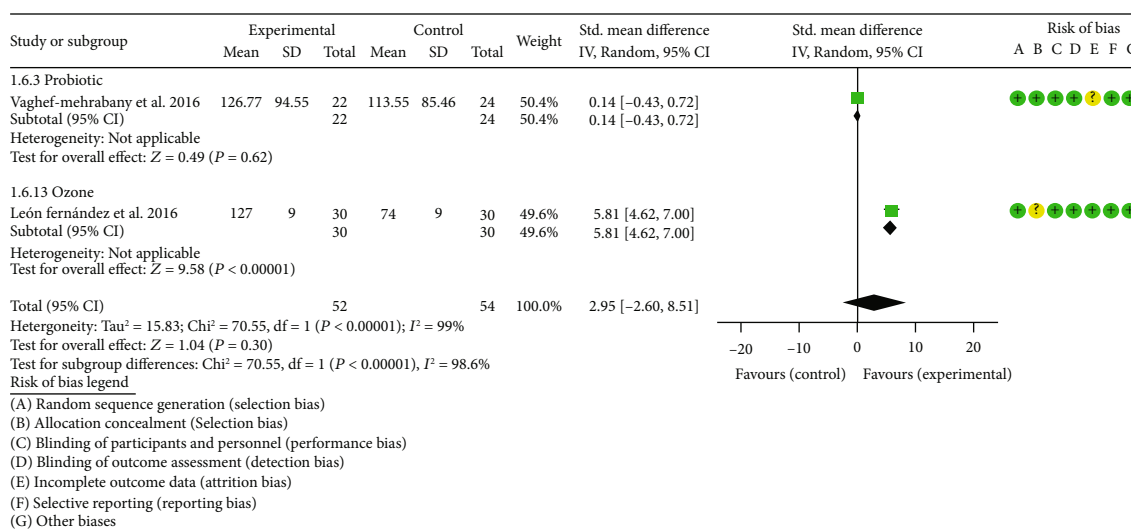 Study or subgroup Experimental Control Weight Std. mean difference Std. mean difference Risk of bias
Mean SD Total Mean SD Total IV, Random, 95% CI IV, Random, 95% CI A B C D E F G
1.6.3 Probiotic
Vaghef-mehrabany et al. 2016 126.77 94.55 22 113.55 85.46 24 50.4% 0.14 [−0.43, 0.72] + + + + ? + +
Subtotal (95% CI) 22 24 50.4% 0.14 [−0.43, 0.72]
Heterogeneity: Not applicable
Test for overall effect: Z = 0.49 (P = 0.62)
1.6.13 Ozone
León fernández et al. 2016 127 9 30 74 9 30 49.6% 5.81 [4.62, 7.00] + ? + + + + +
Subtotal (95% CI) 30 30 49.6% 5.81 [4.62, 7.00]
Heterogeneity: Not applicable
Test for overall effect: Z = 9.58 (P < 0.00001)
Total (95% CI) 52 54 100.0% 2.95 [−2.60, 8.51]
Hetergoneity: Tau² = 15.83; Chi² = 70.55, df = 1 (P < 0.00001); I² = 99%
Test for overall effect: Z = 1.04 (P = 0.30)
Test for subgroup differences: Chi² = 70.55, df = 1 (P < 0.00001), I² = 98.6%
−20 −10 0 10 20
Favours (control) Favours (experimental)
Risk of bias legend
(A) Random sequence generation (selection bias)
(B) Allocation concealment (Selection bias)
(C) Blinding of participants and personnel (performance bias)
(D) Blinding of outcome assessment (detection bias)
(E) Incomplete outcome data (attrition bias)
(F) Selective reporting (reporting bias)
(G) Other biases